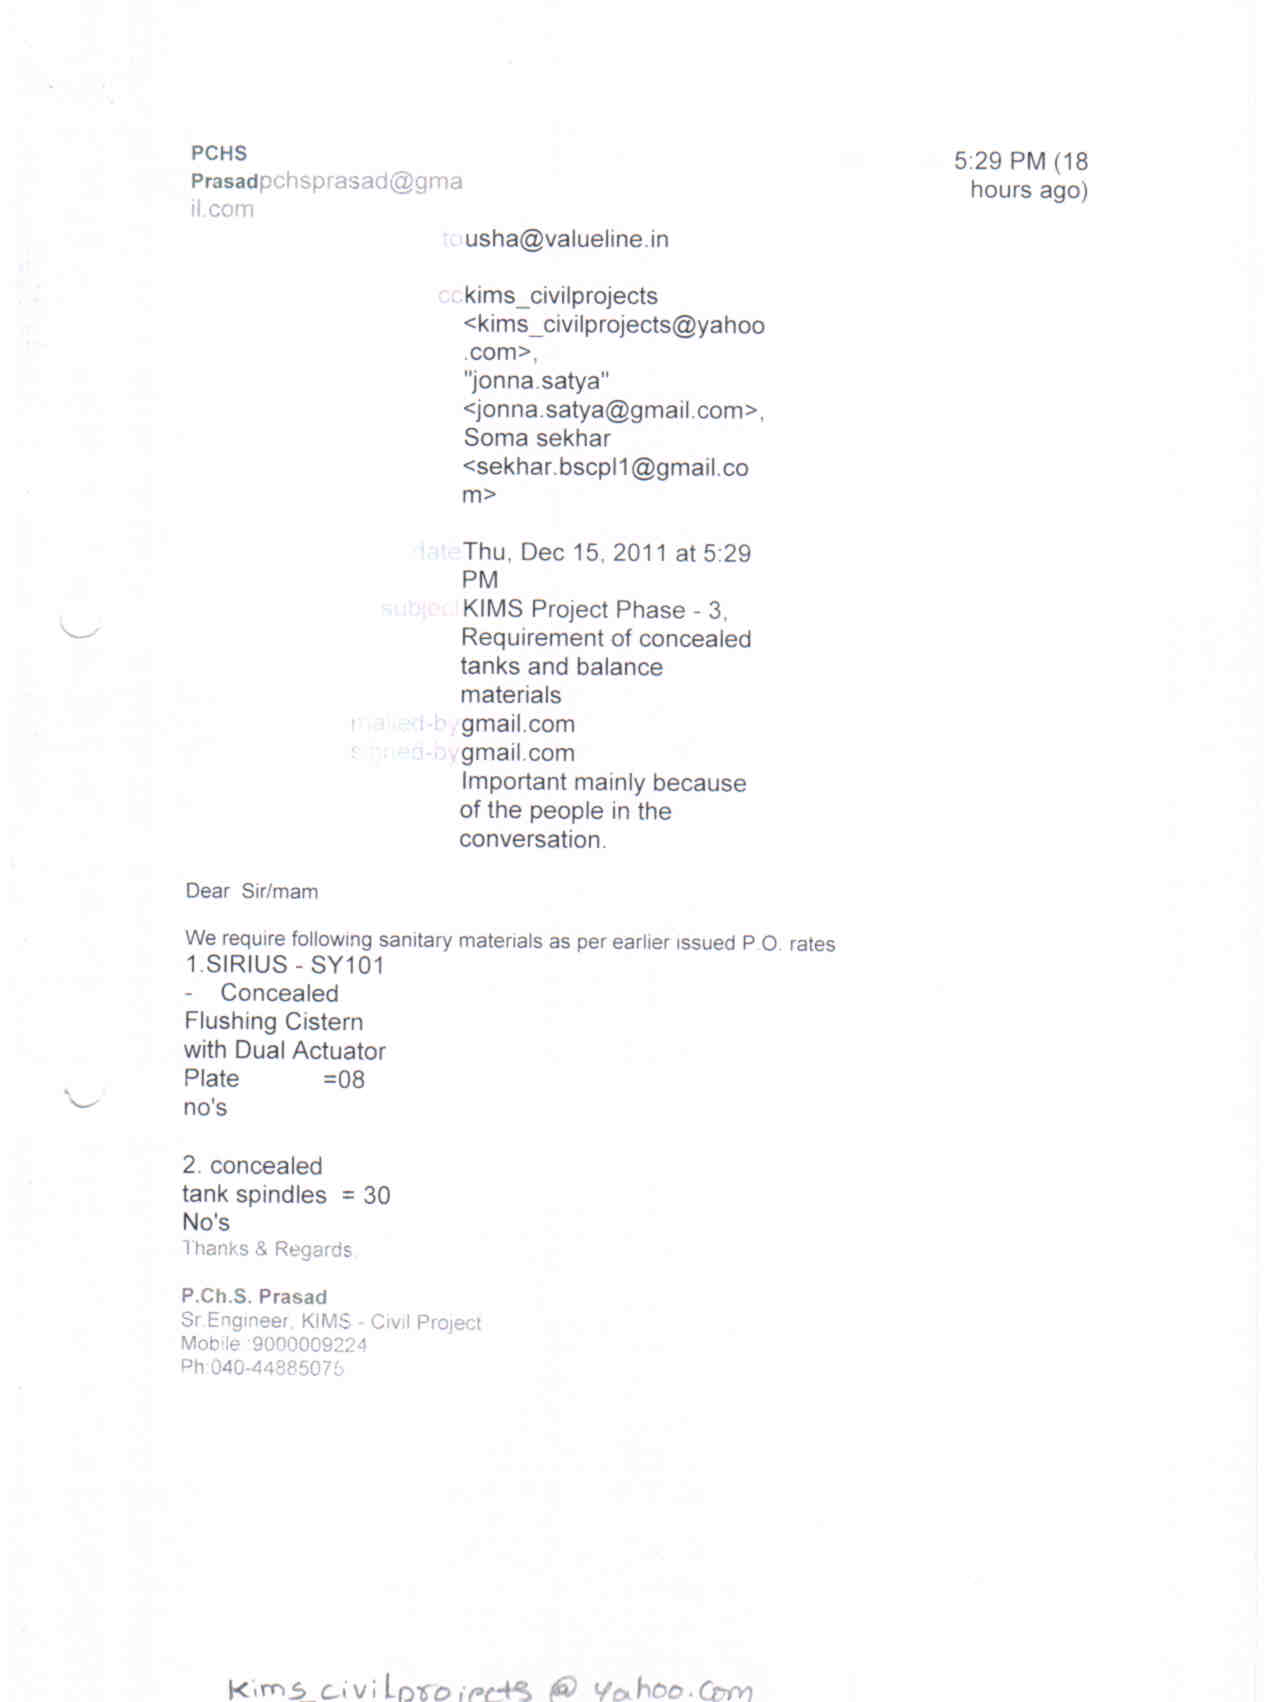 PCHS
Prasadpchsprasad@gma
il.com
5:29 PM (18
hours ago)
to usha@valueline.in
cc kims_civilprojects
<kims_civilprojects@yahoo
.com>,
"jonna.satya"
<jonna.satya@gmail.com>,
Soma sekhar
<sekhar.bscpl1@gmail.co
m>
date Thu, Dec 15, 2011 at 5:29
PM
subject KIMS Project Phase - 3,
Requirement of concealed
tanks and balance
materials
mailed-by gmail.com
signed-by gmail.com
Important mainly because
of the people in the
conversation.
Dear Sir/mam
We require following sanitary materials as per earlier issued P.O. rates
1.SIRIUS - SY101
- Concealed
Flushing Cistern
with Dual Actuator
Plate =08
no's
2. concealed
tank spindles = 30
No's
Thanks & Regards,
P.Ch.S. Prasad
Sr.Engineer, KIMS - Civil Project
Mobile :9000009224
Ph:040-44885075
kims_civilprojects @ yahoo.com